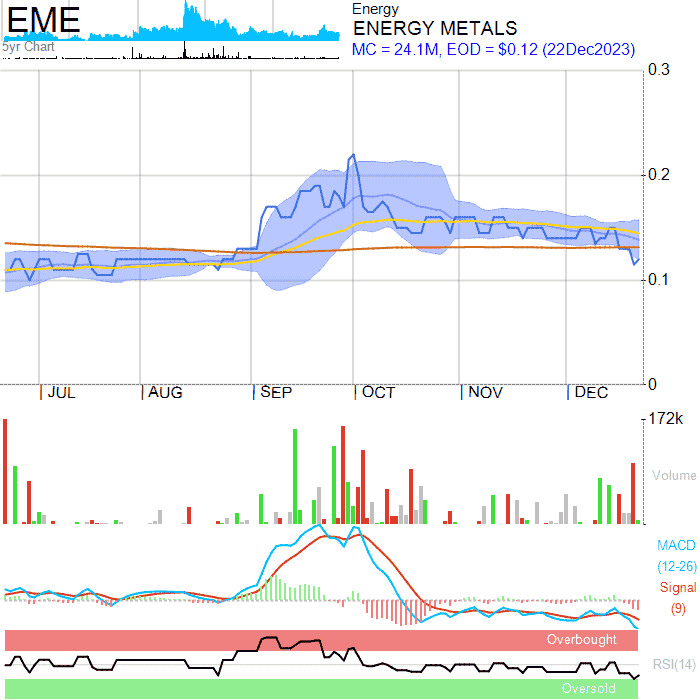 EME
5yr Chart
Energy
ENERGY METALS
MC = 24.1M, EOD = $0.12 (22Dec2023)
0.3
0.2
0.1
0
JUL AUG SEP OCT NOV DEC
172k
Volume
MACD
(12-26)
Signal
(9)
Overbought
RSI(14)
Oversold